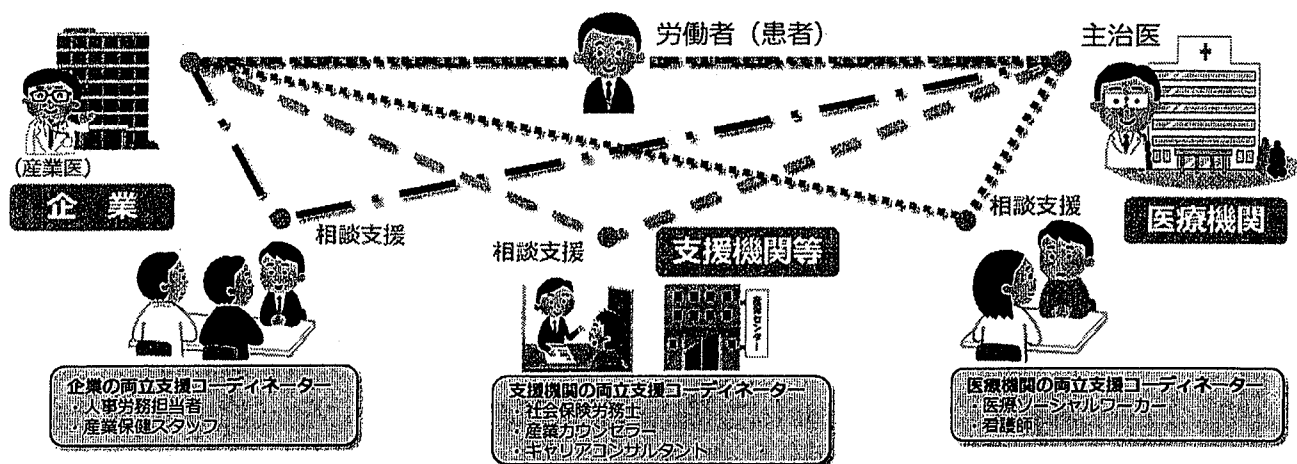 労働者（患者）
主治医
(産業医)
企業
相談支援
相談支援
支援機関等
相談支援
医療機関
企業の両立支援コーディネーター
・人事労務担当者
・産業保健スタッフ
支援機関の両立支援コーディネーター
・社会保険労務士
・産業カウンセラー
・キャリアコンサルタント
医療機関の両立支援コーディネーター
・医療ソーシャルワーカー
・看護師